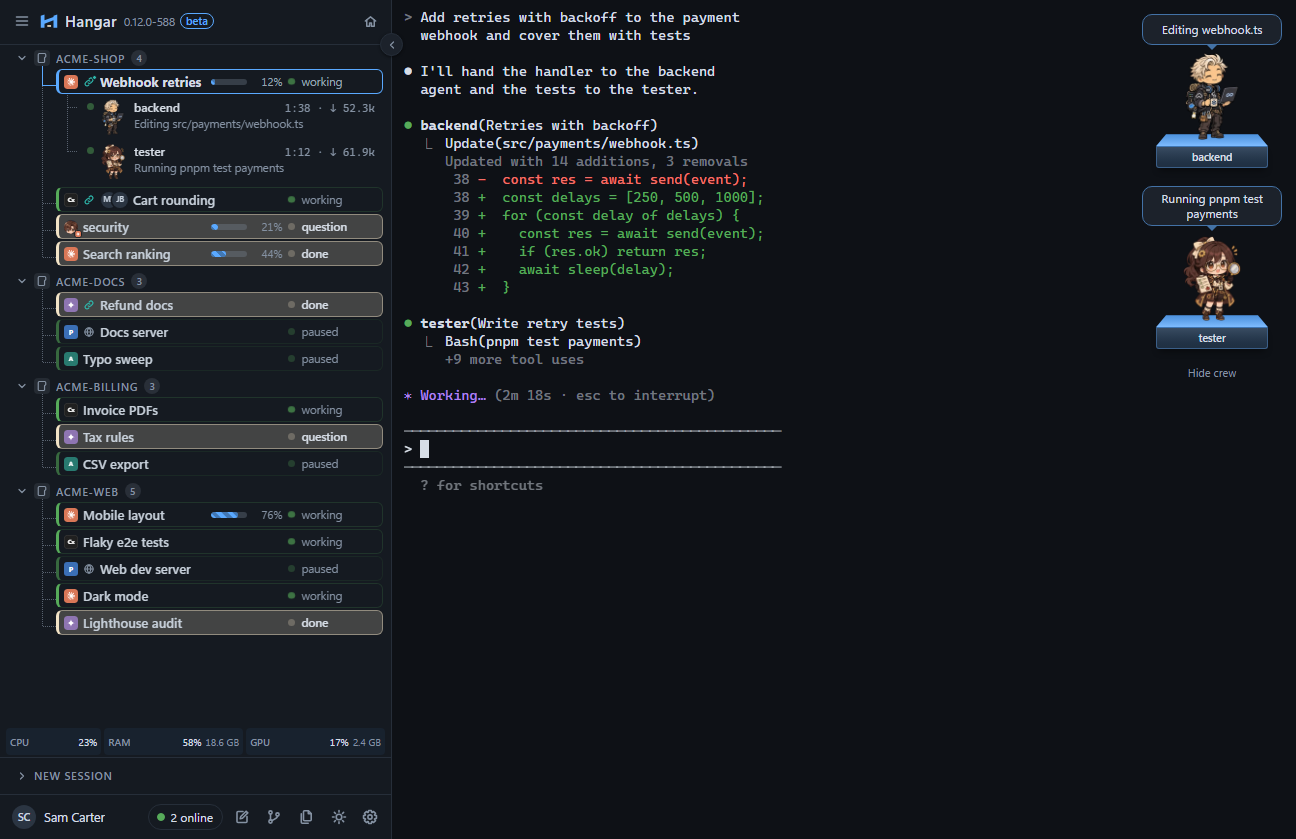 Hangar 0.12.0-588 beta
ACME-SHOP 4
Webhook retries 12% working
backend 1:38 · ↓ 52.3k
Editing src/payments/webhook.ts
tester 1:12 · ↓ 61.9k
Running pnpm test payments
Cx M JB Cart rounding working
security 21% question
Search ranking 44% done
ACME-DOCS 3
Refund docs done
P Docs server paused
A Typo sweep paused
ACME-BILLING 3
Cx Invoice PDFs working
Tax rules question
A CSV export paused
ACME-WEB 5
Mobile layout 76% working
Cx Flaky e2e tests working
P Web dev server paused
Dark mode working
Lighthouse audit done
CPU 23% RAM 58% 18.6 GB GPU 17% 2.4 GB
NEW SESSION
SC Sam Carter 2 online
> Add retries with backoff to the payment
webhook and cover them with tests
● I'll hand the handler to the backend
agent and the tests to the tester.
● backend(Retries with backoff)
⎿ Update(src/payments/webhook.ts)
Updated with 14 additions, 3 removals
38 - const res = await send(event);
38 + const delays = [250, 500, 1000];
39 + for (const delay of delays) {
40 + const res = await send(event);
41 + if (res.ok) return res;
42 + await sleep(delay);
43 + }
● tester(Write retry tests)
⎿ Bash(pnpm test payments)
+9 more tool uses
* Working… (2m 18s · esc to interrupt)
>
? for shortcuts
Editing webhook.ts
backend
Running pnpm test
payments
tester
Hide crew